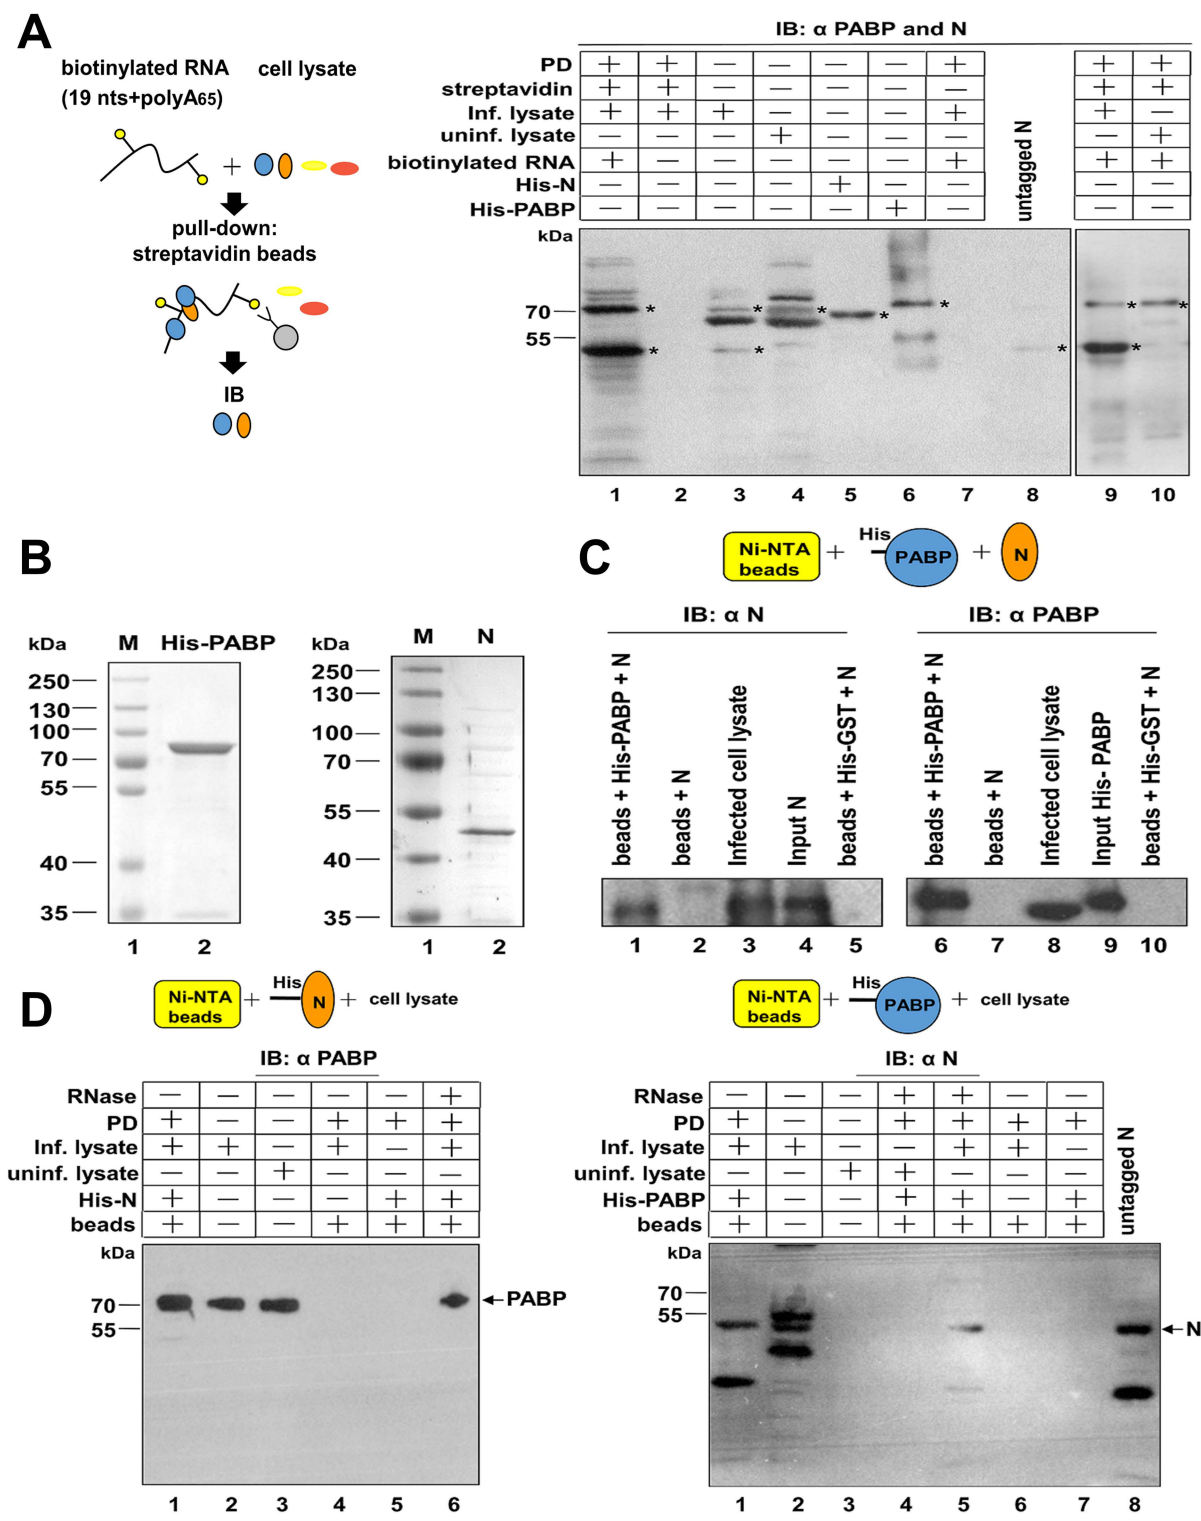 A
biotinylated RNA cell lysate
(19 nts+polyA65)
+
pull-down:
streptavidin beads
IB
IB: α PABP and N
PD + + — — — — + + +
streptavidin + + — — — — — + +
Inf. lysate + + + — — — + + —
uninf. lysate — — — + — — — — +
biotinylated RNA + — — — — — + + +
His-N — — — — + — — — —
His-PABP — — — — — + — — —
untagged N
kDa
70
55
* * * * * * * * * * *
1 2 3 4 5 6 7 8 9 10
B
kDa M His-PABP
250
130
100
70
55
40
35
1 2
kDa M N
250
130
100
70
55
40
35
1 2
C
Ni-NTA beads + His PABP + N
IB: α N
beads + His-PABP + N
beads + N
Infected cell lysate
Input N
beads + His-GST + N
1 2 3 4 5
IB: α PABP
beads + His-PABP + N
beads + N
Infected cell lysate
Input His- PABP
beads + His-GST + N
6 7 8 9 10
D
Ni-NTA beads + His N + cell lysate
IB: α PABP
RNase — — — — — +
PD + — — + + +
Inf. lysate + + — + — +
uninf. lysate — — + — — —
His-N + — — — + +
beads + — — + + +
kDa
70
55
PABP
1 2 3 4 5 6
Ni-NTA beads + His PABP + cell lysate
IB: α N
RNase — — — + + — —
PD + — — + + + +
Inf. lysate + + — — + + —
uninf. lysate — — + + — — —
His-PABP + — — + + — +
beads + — — + + + +
untagged N
kDa
70
55
N
1 2 3 4 5 6 7 8